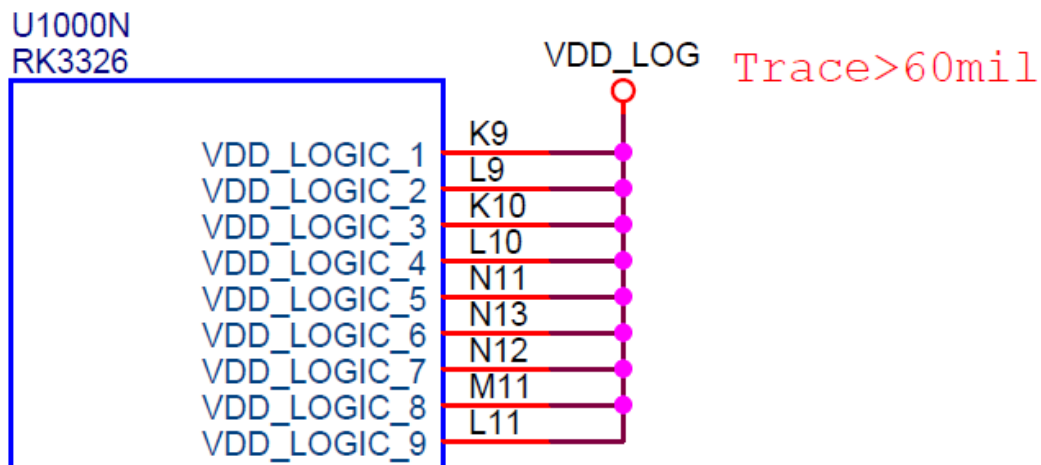 U1000N
RK3326
VDD_LOG
Trace>60mil
VDD_LOGIC_1 K9
VDD_LOGIC_2 L9
VDD_LOGIC_3 K10
VDD_LOGIC_4 L10
VDD_LOGIC_5 N11
VDD_LOGIC_6 N13
VDD_LOGIC_7 N12
VDD_LOGIC_8 M11
VDD_LOGIC_9 L11